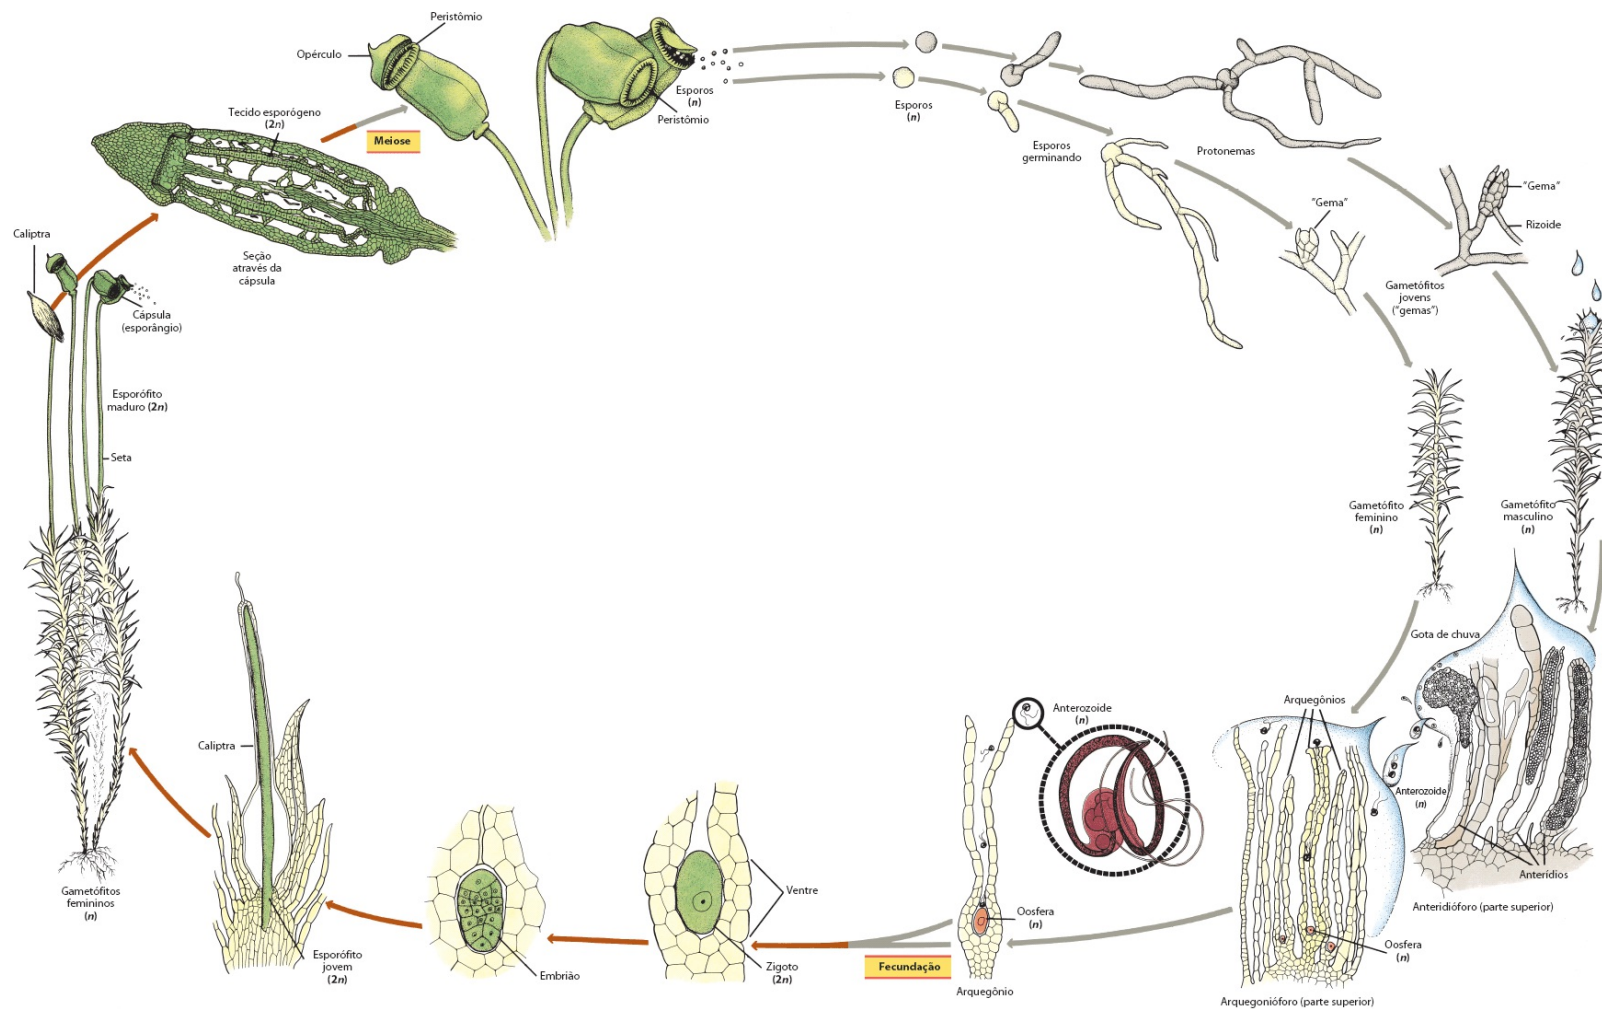 Peristômio
Opérculo
Tecido esporógeno
(2n)
Meiose
Esporos
(n)
Peristômio
Esporos
(n)
Esporos
germinando
Protonemas
"Gema"
"Gema"
Rizoide
Gametófitos
jovens
("gemas")
Caliptra
Seção
através da
cápsula
Cápsula
(esporângio)
Esporófito
maduro (2n)
Seta
Gametófito
feminino
(n)
Gametófito
masculino
(n)
Gota de chuva
Arquegônios
Anterozoide
(n)
Anterozoide
(n)
Caliptra
Anterídios
Anteridióforo (parte superior)
Gametófitos
femininos
(n)
Ventre
Oosfera
(n)
Oosfera
(n)
Esporófito
jovem
(2n)
Embrião
Zigoto
(2n)
Fecundação
Arquegônio
Arquegonióforo (parte superior)